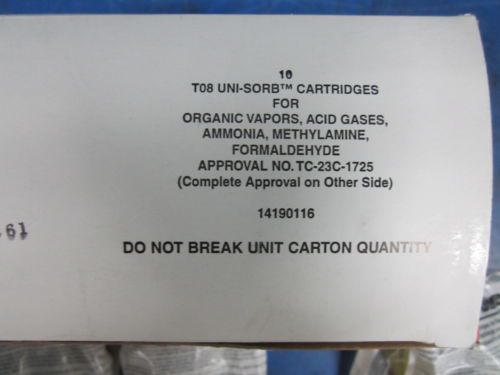 10
T08 UNI-SORB™ CARTRIDGES
FOR
ORGANIC VAPORS, ACID GASES,
AMMONIA, METHYLAMINE,
FORMALDEHYDE
APPROVAL NO. TC-23C-1725
(Complete Approval on Other Side)
14190116
61
DO NOT BREAK UNIT CARTON QUANTITY